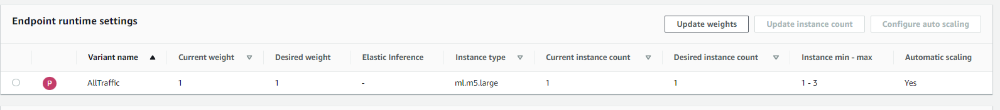 Endpoint runtime settings
Update weights Update instance count Configure auto scaling
Variant name Current weight Desired weight Elastic Inference Instance type Current instance count Desired instance count Instance min - max Automatic scaling
P AllTraffic 1 1 - ml.m5.large 1 1 1 - 3 Yes